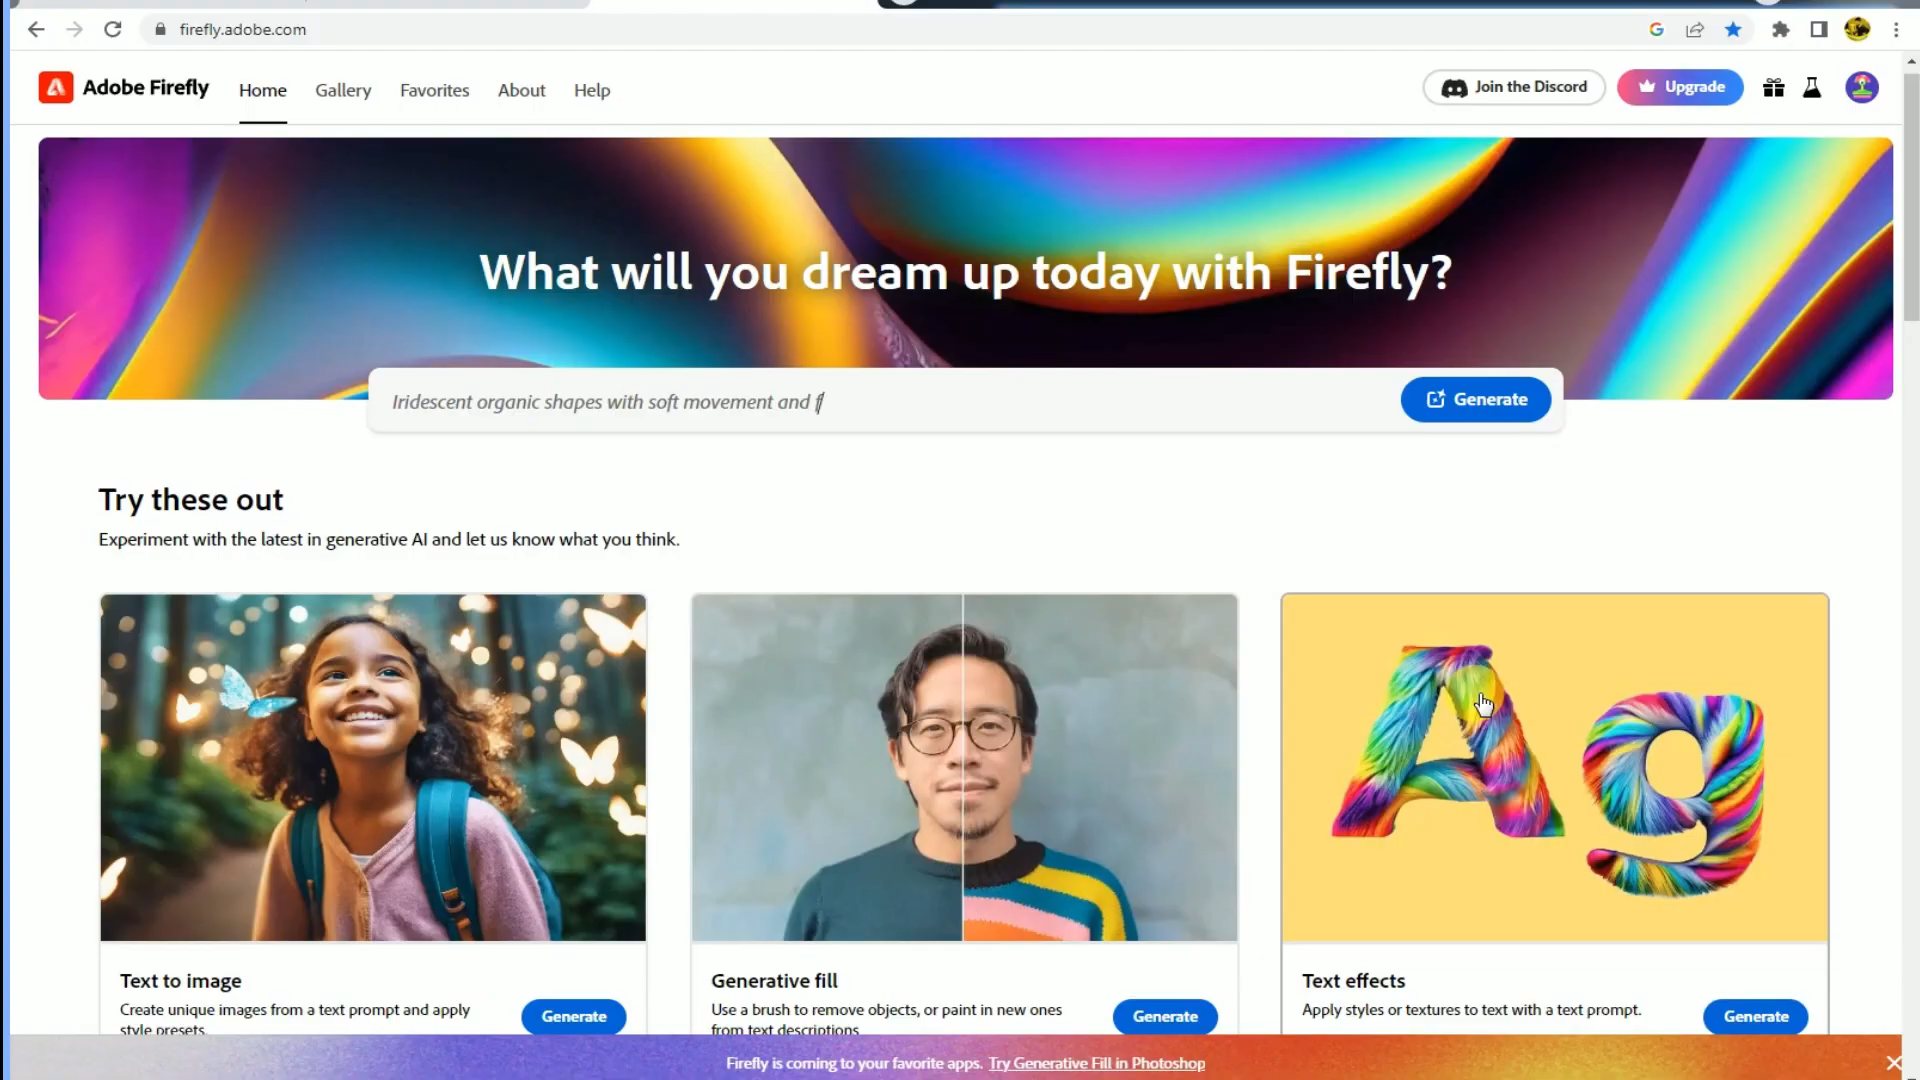 firefly.adobe.com
Adobe Firefly
Home
Gallery
Favorites
About
Help
Join the Discord
Upgrade
What will you dream up today with Firefly?
Iridescent organic shapes with soft movement and f
Generate
Try these out
Experiment with the latest in generative AI and let us know what you think.
Ag
Text to image
Create unique images from a text prompt and apply
style presets.
Generate
Generative fill
Use a brush to remove objects, or paint in new ones
from text descriptions
Generate
Text effects
Apply styles or textures to text with a text prompt.
Generate
Firefly is coming to your favorite apps. Try Generative Fill in Photoshop